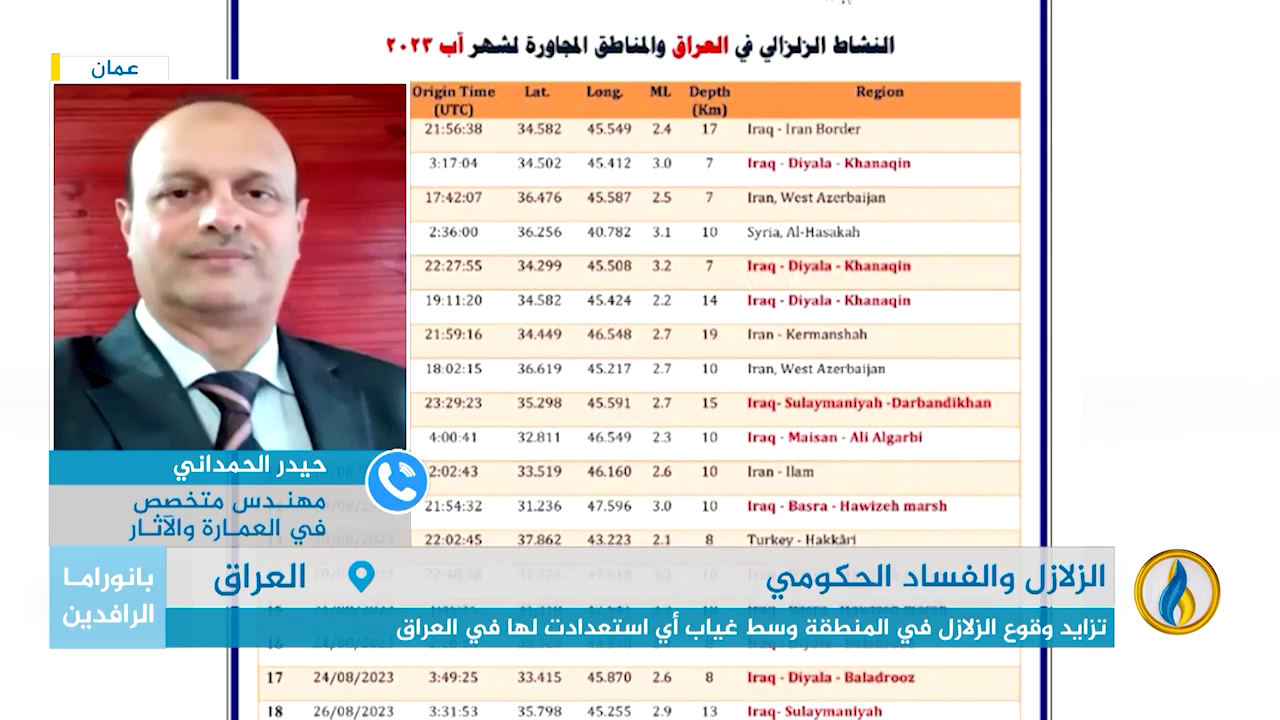 النشاط الزلزالي في العراق والمناطق المجاورة لشهر آب ٢٠٢٣
عمان
Origin Time (UTC) Lat. Long. ML Depth (Km) Region
21:56:38 34.582 45.549 2.4 17 Iraq - Iran Border
3:17:04 34.502 45.412 3.0 7 Iraq - Diyala - Khanaqin
17:42:07 36.476 45.587 2.5 7 Iran, West Azerbaijan
2:36:00 36.256 40.782 3.1 10 Syria, Al-Hasakah
22:27:55 34.299 45.508 3.2 7 Iraq - Diyala - Khanaqin
19:11:20 34.582 45.424 2.2 14 Iraq - Diyala - Khanaqin
21:59:16 34.449 46.548 2.7 19 Iran - Kermanshah
18:02:15 36.619 45.217 2.7 10 Iran, West Azerbaijan
23:29:23 35.298 45.591 2.7 15 Iraq- Sulaymaniyah -Darbandikhan
4:00:41 32.811 46.549 2.3 10 Iraq - Maisan - Ali Algarbi
2:02:43 33.519 46.160 2.6 10 Iran - Ilam
21:54:32 31.236 47.596 3.0 10 Iraq - Basra - Hawizeh marsh
22:02:45 37.862 43.223 2.1 8 Turkey - Hakkâri
حيدر الحمداني
مهندس متخصص
في العمارة والآثار
الزلازل والفساد الحكومي
العراق
بانوراما
الرافدين
تزايد وقوع الزلازل في المنطقة وسط غياب أي استعدادت لها في العراق
17 24/08/2023 3:49:25 33.415 45.870 2.6 8 Iraq - Diyala - Baladrooz
18 26/08/2023 3:31:53 35.798 45.255 2.9 13 Iraq- Sulaymaniyah